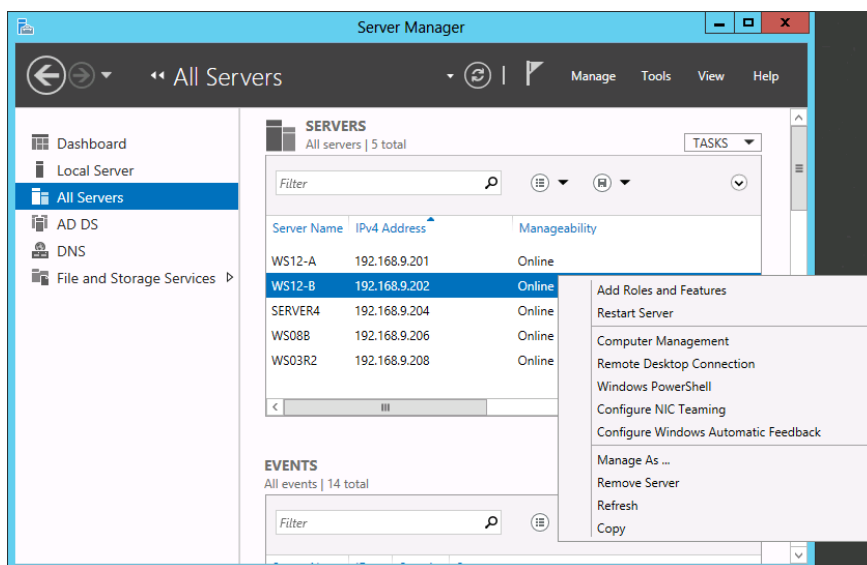 Server Manager
All Servers
Manage Tools View Help
Dashboard
Local Server
All Servers
AD DS
DNS
File and Storage Services
SERVERS
All servers | 5 total
TASKS
Filter
Server Name IPv4 Address Manageability
WS12-A 192.168.9.201 Online
WS12-B 192.168.9.202 Online
SERVER4 192.168.9.204 Online
WS08B 192.168.9.206 Online
WS03R2 192.168.9.208 Online
Add Roles and Features
Restart Server
Computer Management
Remote Desktop Connection
Windows PowerShell
Configure NIC Teaming
Configure Windows Automatic Feedback
Manage As ...
Remove Server
Refresh
Copy
EVENTS
All events | 14 total
Filter